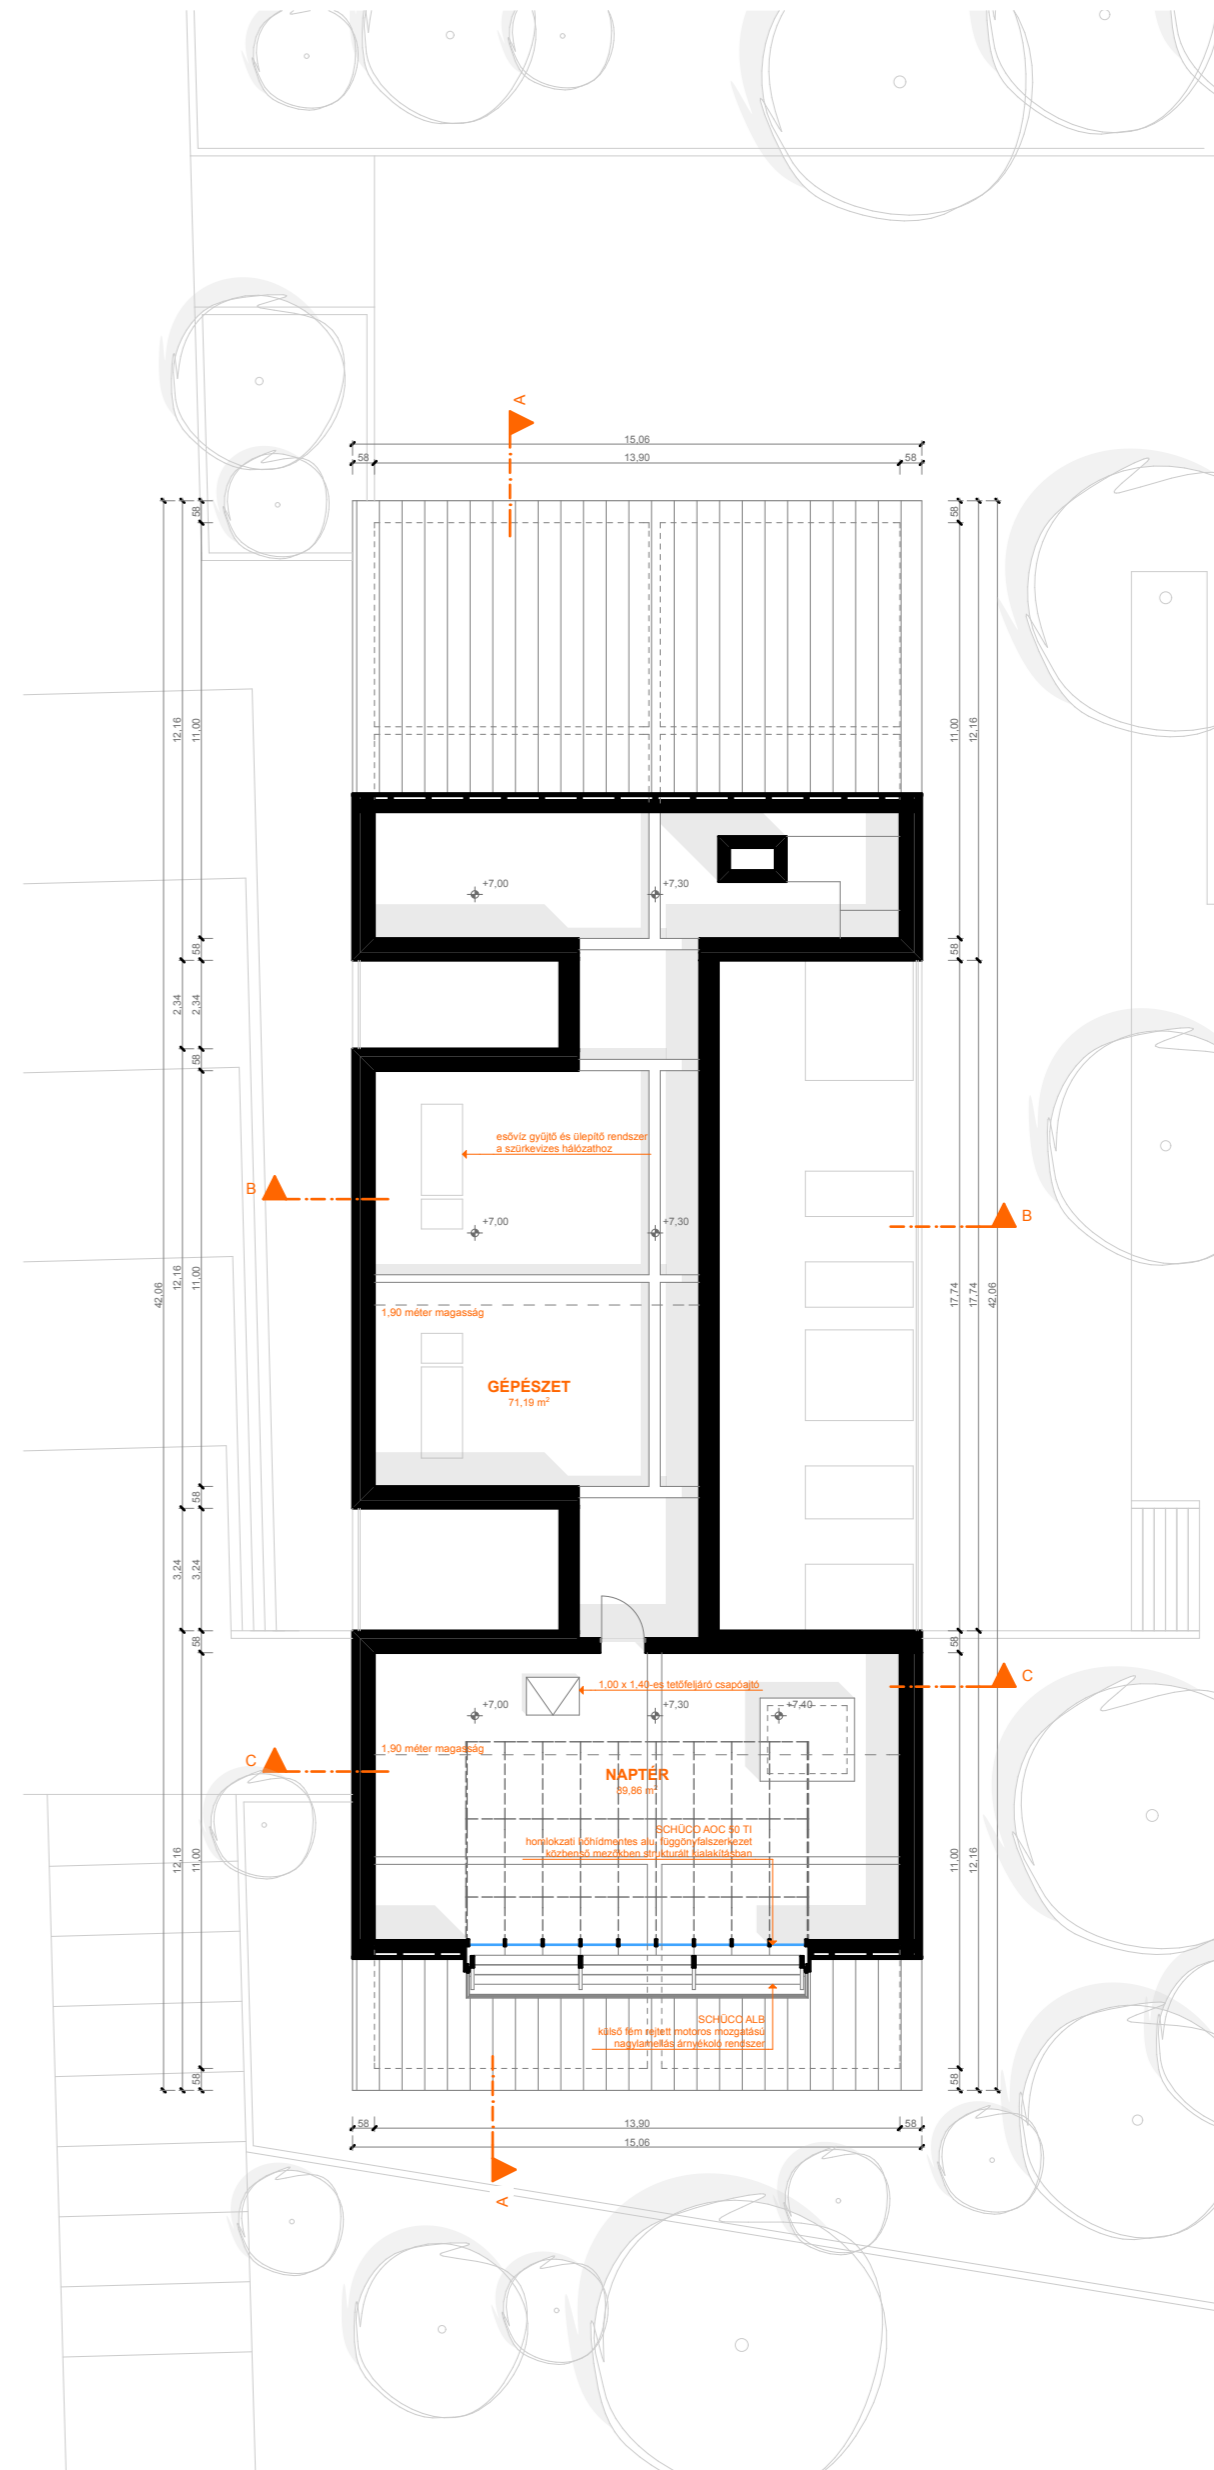 A
15,06
58
13,90
58
58
12,16
11,00
58
11,00
12,16
+7,00
+7,30
58
2,34
2,34
58
58
esővíz gyűjtő és ülepítő rendszer
a szürkevizes hálózathoz
B
B
+7,00
+7,30
42,06
12,16
11,00
17,74
17,74
42,06
1,90 méter magasság
GÉPÉSZET
71,19 m²
58
3,24
3,24
58
58
C
1,00 x 1,40-es tetőfeljáró csapóajtó
+7,00
+7,30
+7,40
1,90 méter magasság
C
NAPTÉR
m²
SCHÜCO AOC 50 TI
homlokzati hőhídmentes alu. függönyfalszerkezet
közbenső mezőkben strukturált kialakításban
12,16
11,00
11,00
12,16
SCHÜCO ALB
külső fém rejtett motoros mozgatású
nagylamellás árnyékoló rendszer
58
58
58
13,90
58
15,06
A